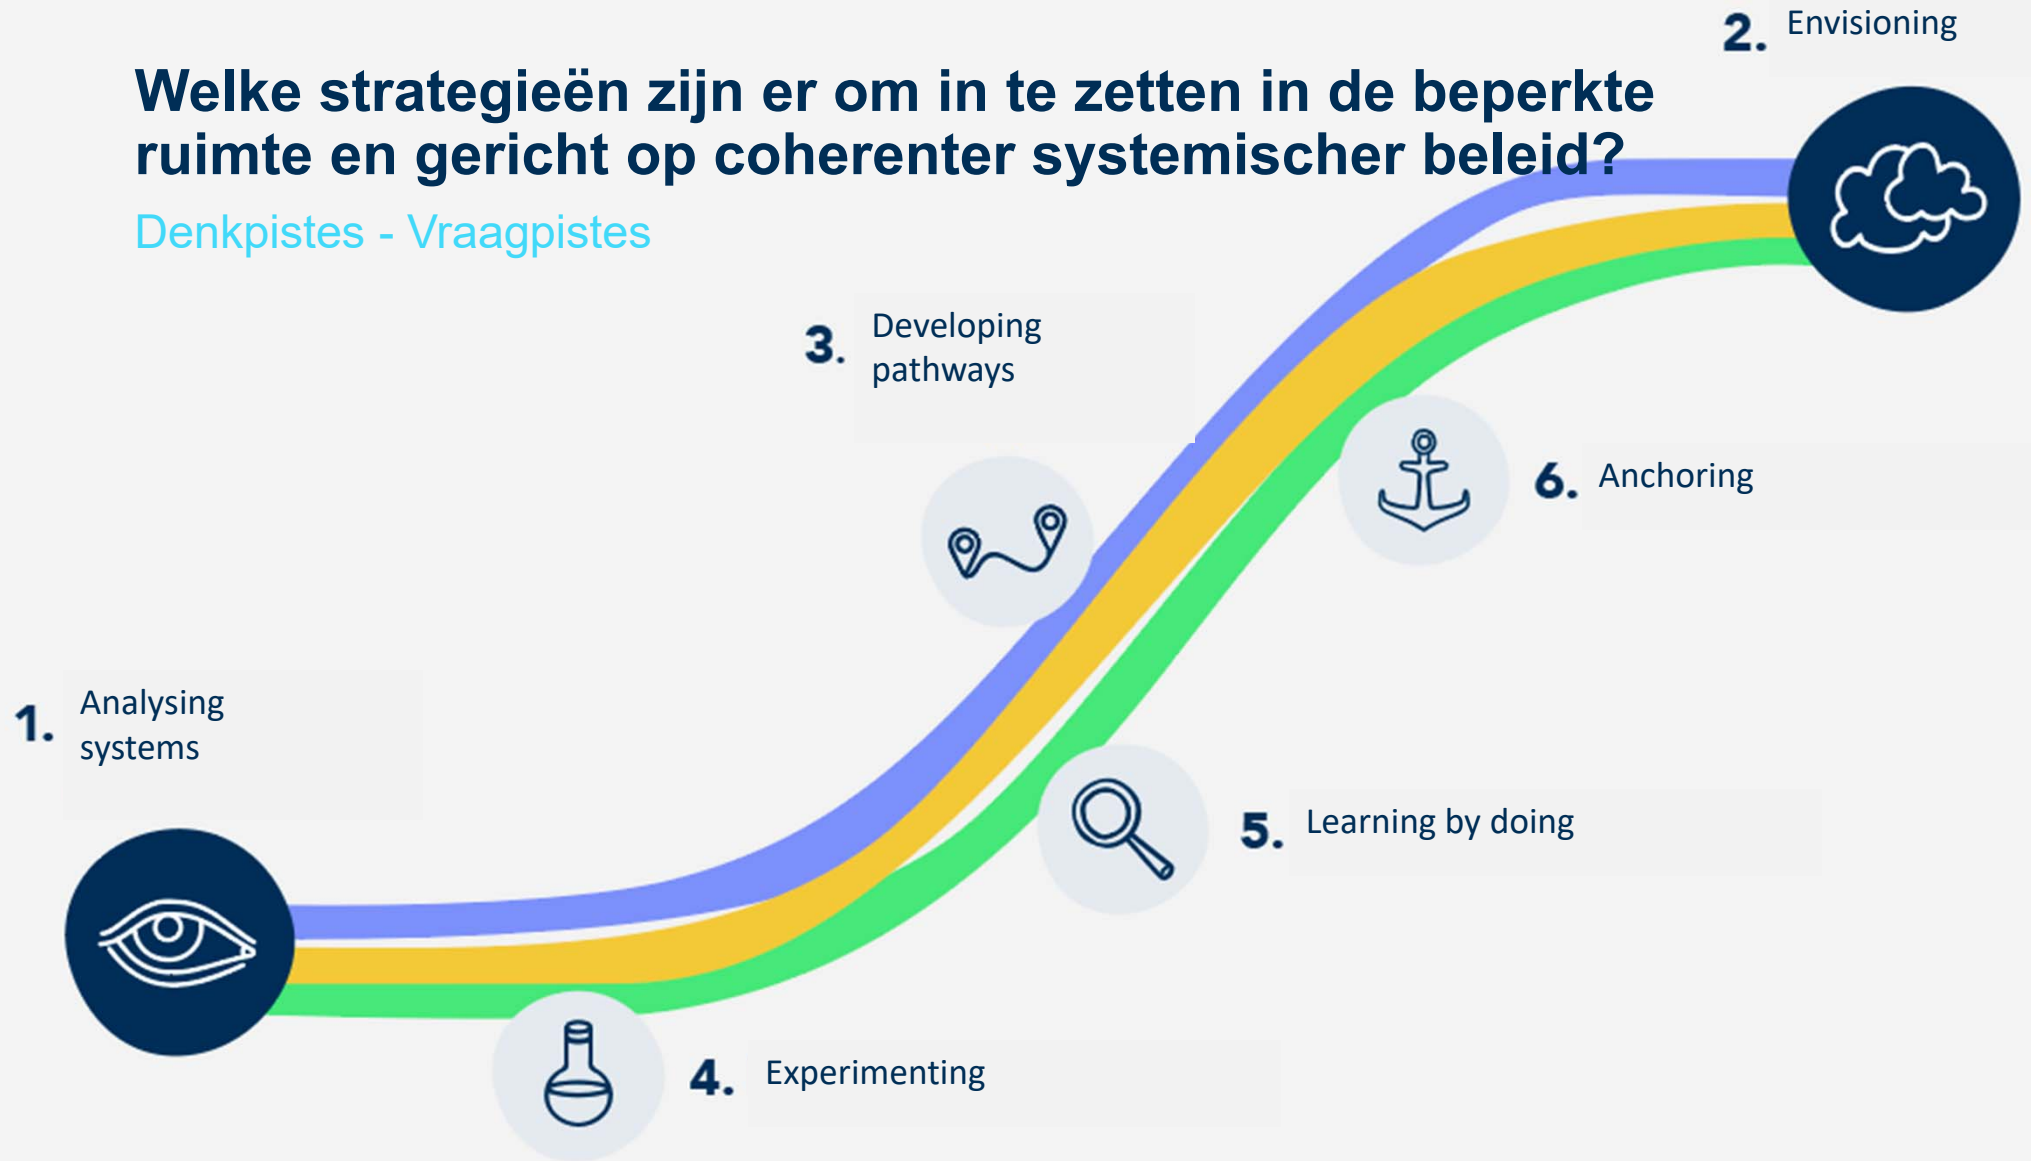 Welke strategieën zijn er om in te zetten in de beperkte
ruimte en gericht op coherenter systemischer beleid?
Denkpistes - Vraagpistes
1. Analysing
systems
2. Envisioning
3. Developing
pathways
4. Experimenting
5. Learning by doing
6. Anchoring